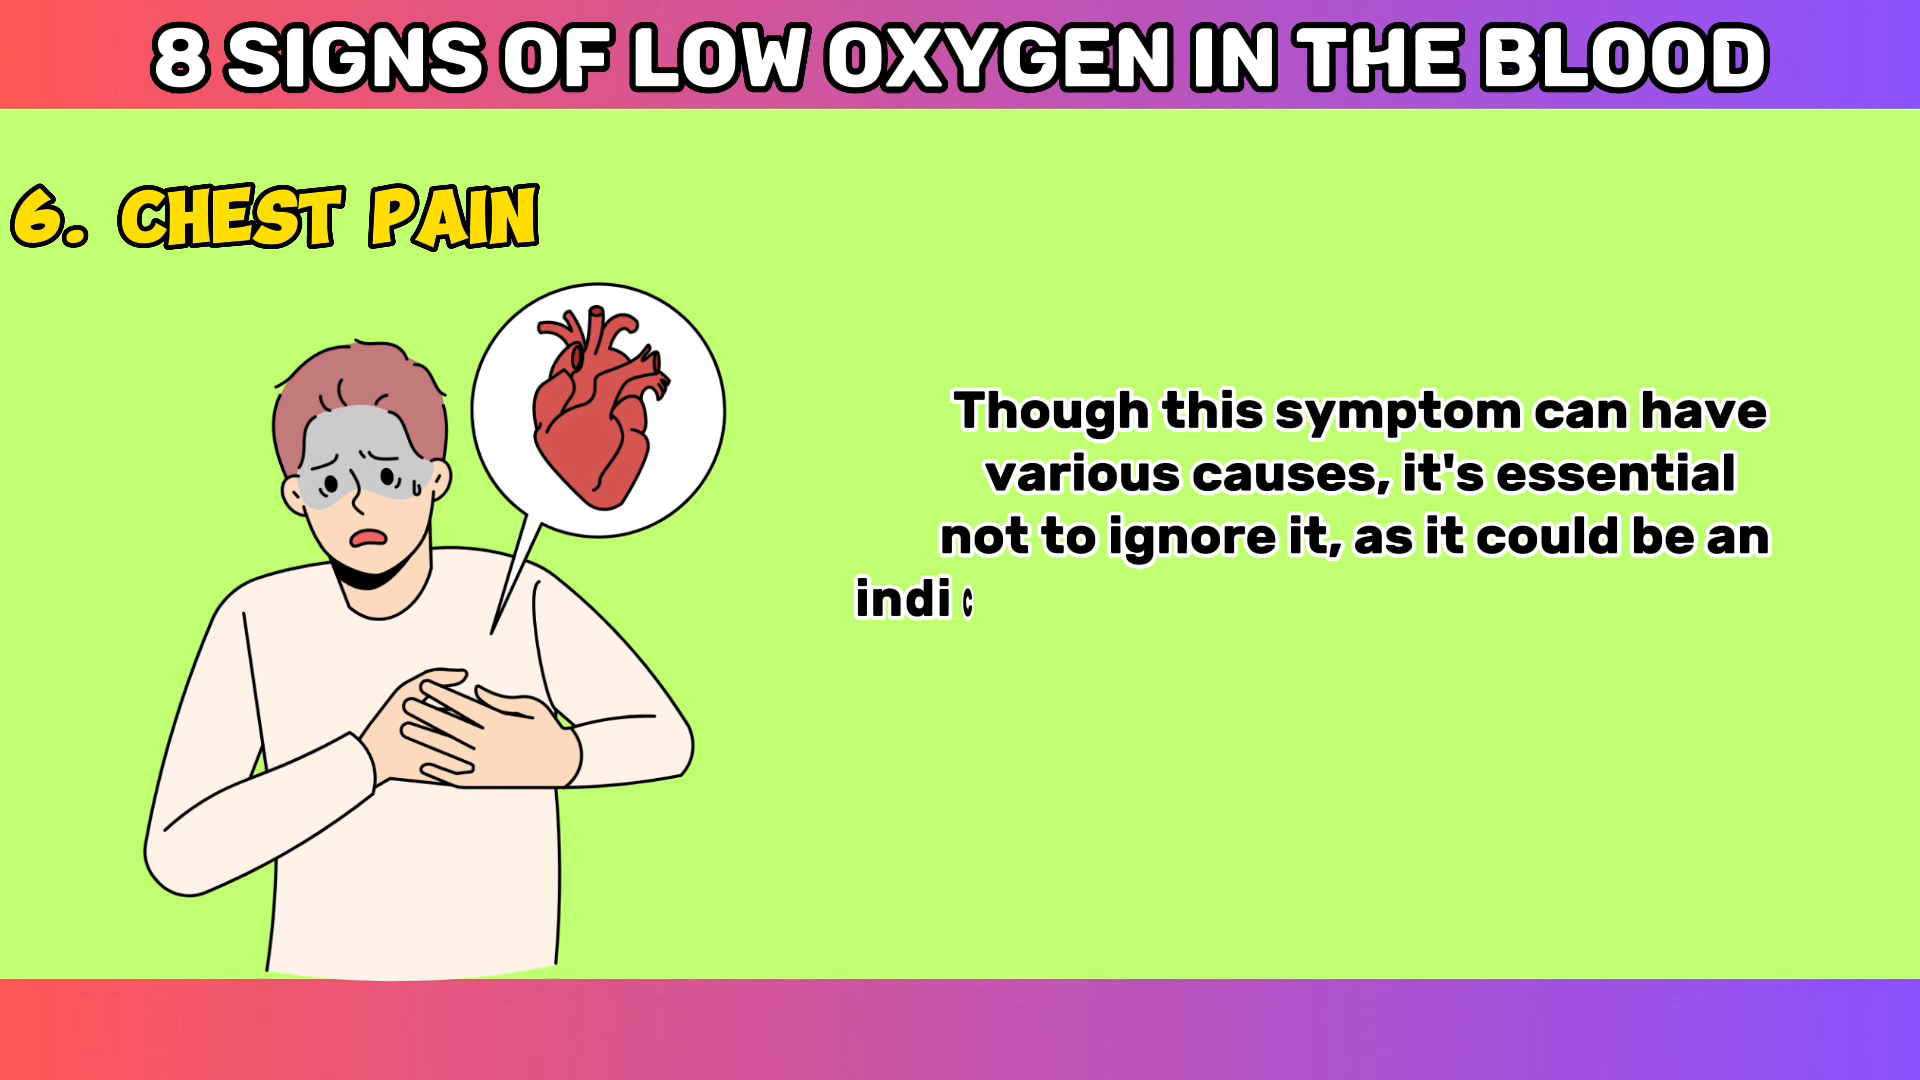 8 SIGNS OF LOW OXYGEN IN THE BLOOD
6. CHEST PAIN
Though this symptom can have
various causes, it's essential
not to ignore it, as it could be an
indi c